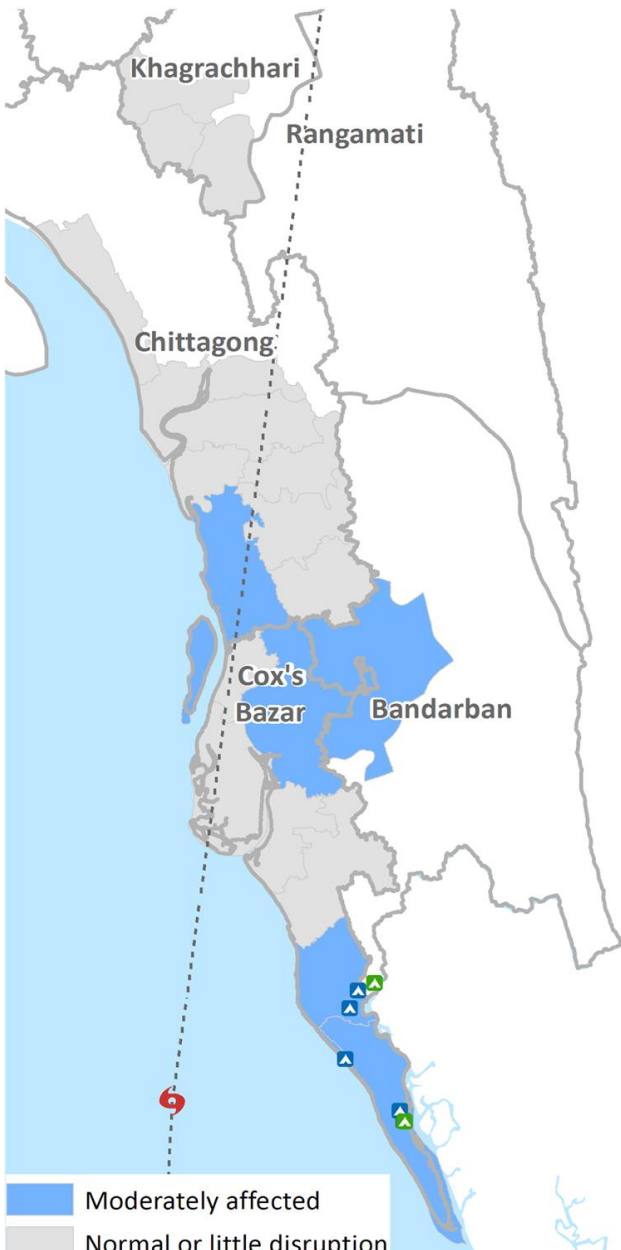 Khagrachhari
Rangamati
Chittagong
Cox's
Bazar
Bandarban
Moderately affected
Normal or little disruption